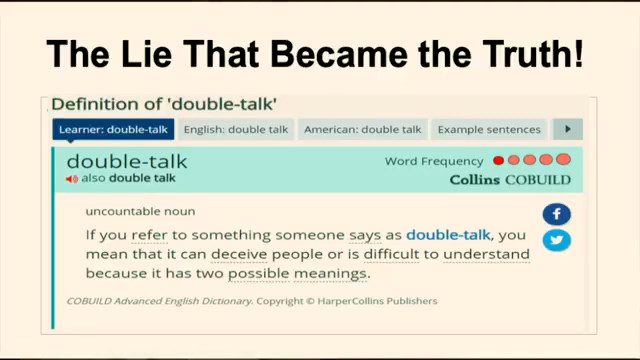 The Lie That Became the Truth!
Definition of 'double-talk'
Learner: double-talk English: double talk American: double talk Example sentences
double-talk Word Frequency
also double talk Collins COBUILD
uncountable noun
If you refer to something someone says as double-talk, you
mean that it can deceive people or is difficult to understand
because it has two possible meanings.
COBUILD Advanced English Dictionary. Copyright © HarperCollins Publishers